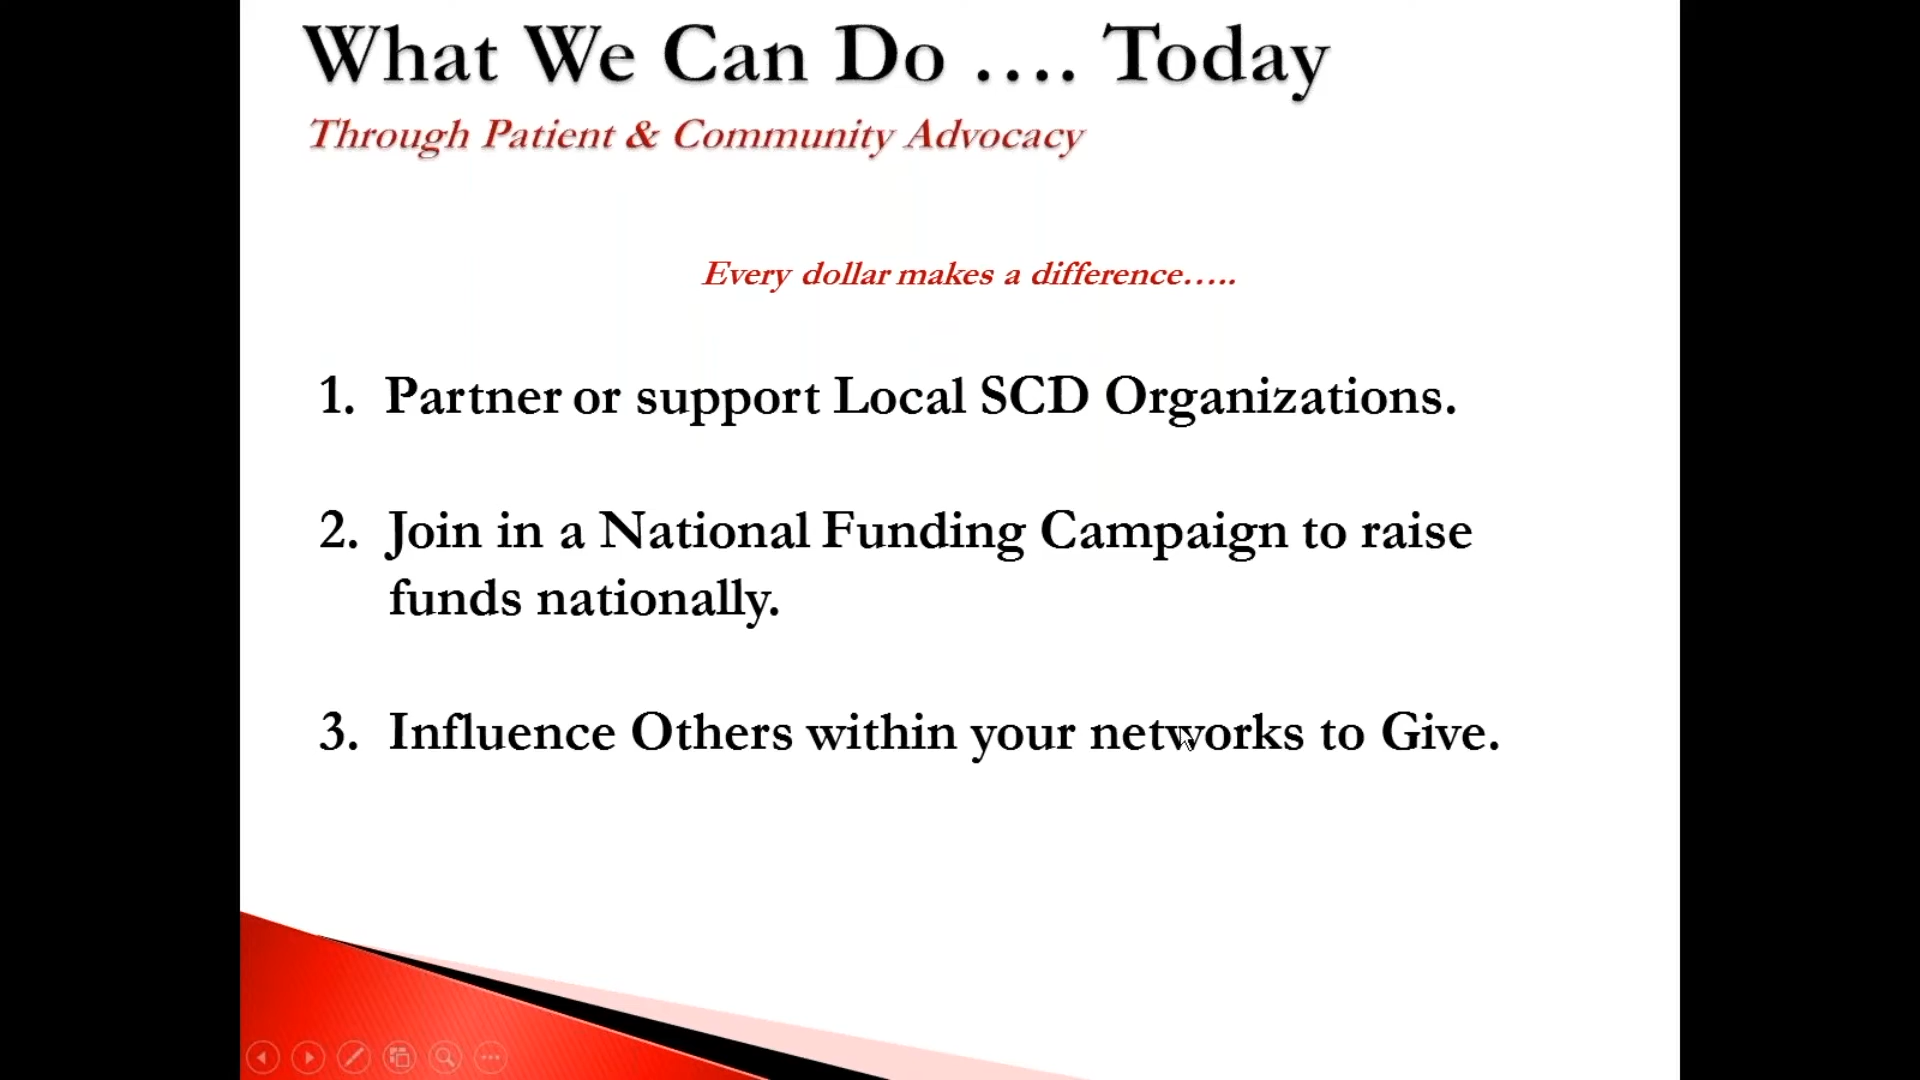 What We Can Do .... Today
Through Patient & Community Advocacy
Every dollar makes a difference.....
1. Partner or support Local SCD Organizations.
2. Join in a National Funding Campaign to raise
funds nationally.
3. Influence Others within your networks to Give.